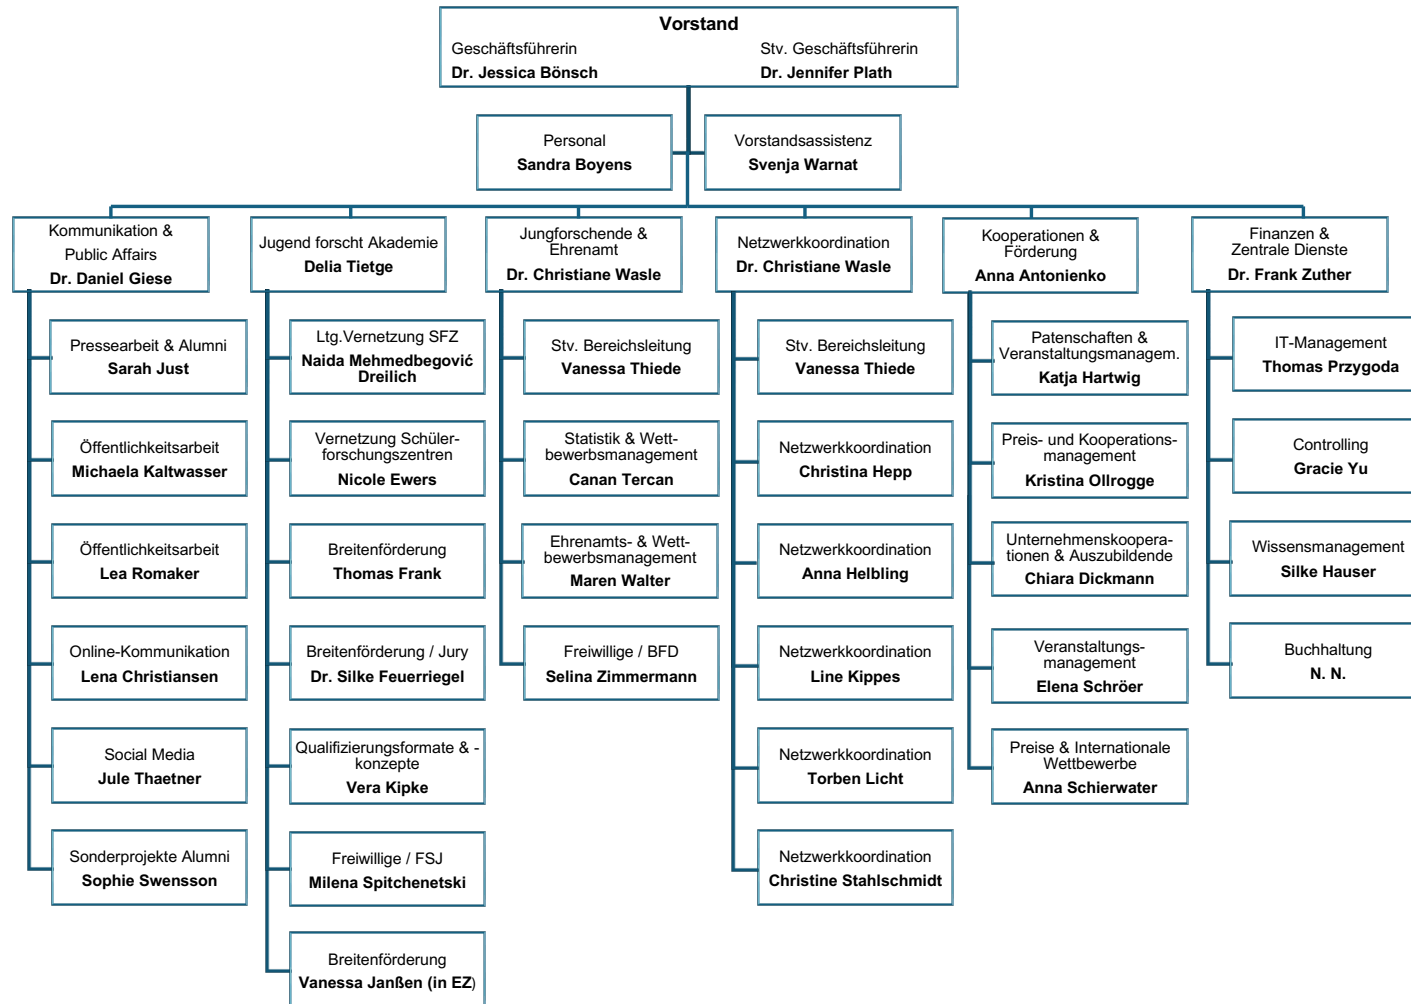 Vorstand
Geschäftsführerin
Dr. Jessica Bönsch
Stv. Geschäftsführerin
Dr. Jennifer Plath
Personal
Sandra Boyens
Vorstandsassistenz
Svenja Warnat
Kommunikation &
Public Affairs
Dr. Daniel Giese
Pressearbeit & Alumni
Sarah Just
Öffentlichkeitsarbeit
Michaela Kaltwasser
Öffentlichkeitsarbeit
Lea Romaker
Online-Kommunikation
Lena Christiansen
Social Media
Jule Thaetner
Sonderprojekte Alumni
Sophie Swensson
Jugend forscht Akademie
Delia Tietge
Ltg.Vernetzung SFZ
Naida Mehmedbegović
Dreilich
Vernetzung Schüler-
forschungszentren
Nicole Ewers
Breitenförderung
Thomas Frank
Breitenförderung / Jury
Dr. Silke Feuerriegel
Qualifizierungsformate & -
konzepte
Vera Kipke
Freiwillige / FSJ
Milena Spitchenetski
Breitenförderung
Vanessa Janßen (in EZ)
Jungforschende &
Ehrenamt
Dr. Christiane Wasle
Stv. Bereichsleitung
Vanessa Thiede
Statistik & Wett-
bewerbsmanagement
Canan Tercan
Ehrenamts- & Wett-
bewerbsmanagement
Maren Walter
Freiwillige / BFD
Selina Zimmermann
Netzwerkkoordination
Dr. Christiane Wasle
Stv. Bereichsleitung
Vanessa Thiede
Netzwerkkoordination
Christina Hepp
Netzwerkkoordination
Anna Helbling
Netzwerkkoordination
Line Kippes
Netzwerkkoordination
Torben Licht
Netzwerkkoordination
Christine Stahlschmidt
Kooperationen &
Förderung
Anna Antonienko
Patenschaften &
Veranstaltungsmanagem.
Katja Hartwig
Preis- und Kooperations-
management
Kristina Ollrogge
Unternehmenskoopera-
tionen & Auszubildende
Chiara Dickmann
Veranstaltungs-
management
Elena Schröer
Preise & Internationale
Wettbewerbe
Anna Schierwater
Finanzen &
Zentrale Dienste
Dr. Frank Zuther
IT-Management
Thomas Przygoda
Controlling
Gracie Yu
Wissensmanagement
Silke Hauser
Buchhaltung
N. N.